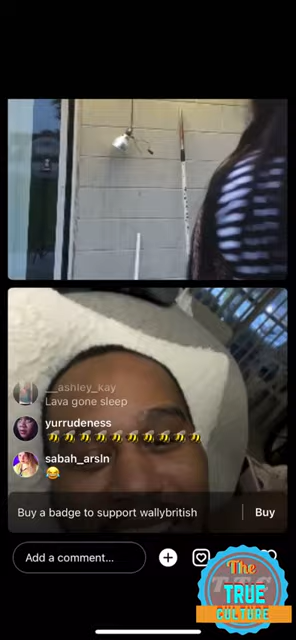 __ashley_kay
Lava gone sleep
yurrudeness
🐝🐝🐝🐝🐝🐝🐝🐝🐝🐝
sabah_arsln
😂
Buy a badge to support wallybritish
Buy
Add a comment...
The
TRUE
CULTURE